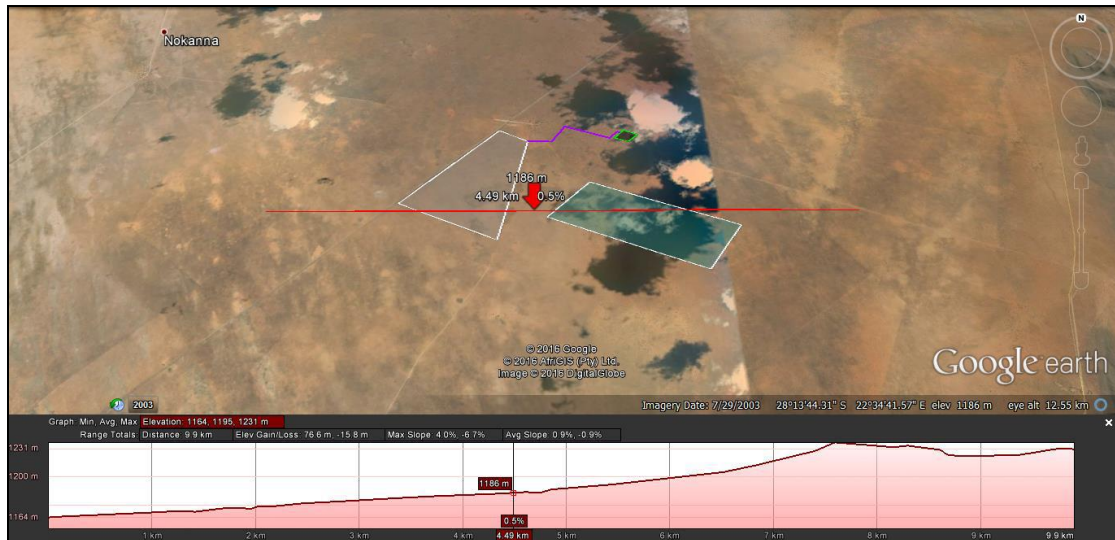 N
Nokanna
1186 m
4.49 km 0.5%
© 2016 Google
© 2016 AfriGIS (Pty) Ltd.
Image © 2016 DigitalGlobe
Google earth
2003
Imagery Date: 7/29/2003 28°13'44.31" S 22°34'41.57" E elev 1186 m eye alt 12.55 km
Graph: Min, Avg, Max Elevation: 1164, 1195, 1231 m
Range Totals: Distance: 9.9 km Elev Gain/Loss: 76.6 m, -15.8 m Max Slope: 4.0%, -6.7% Avg Slope: 0.9%, -0.9%
1231 m
1200 m
1186 m
1164 m
0.5%
1 km 2 km 3 km 4 km 4.49 km 5 km 6 km 7 km 8 km 9 km 9.9 km